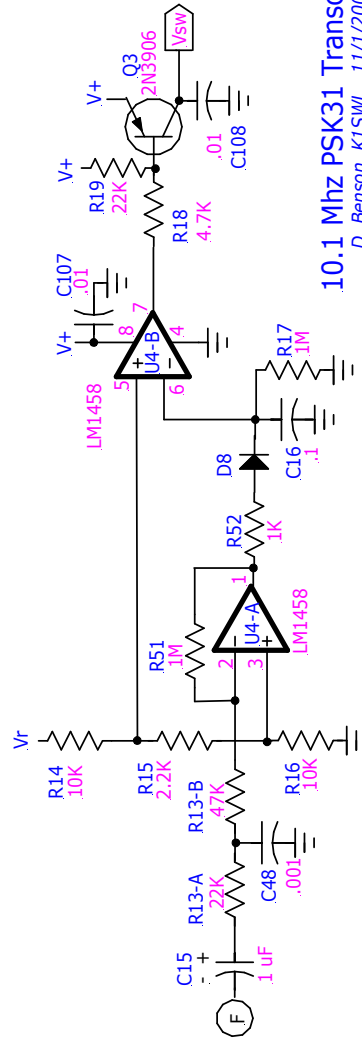 F
C15
- +
1 uF
R13-A
22K
C48
.001
R13-B
47K
Vr
R14
10K
R15
2.2K
R16
10K
R51
1M
2
3
- +
U4-A
1
LM1458
R52
1K
D8
C16
.1
R17
1M
LM1458
5
6
+ -
U4-B
8
4
7
V+
C107
.01
R18
4.7K
R19
22K
V+
V+
Q3
2N3906
Vsw
.01
C108
10.1 Mhz PSK31 Transc
D. Benson, K1SWL